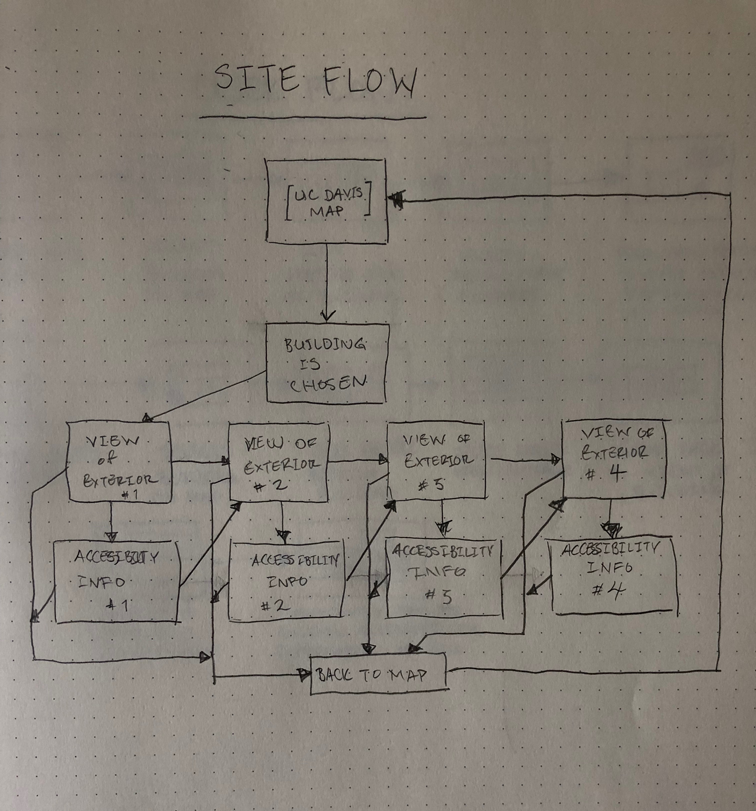 SITE FLOW
[UC DAVIS
MAP]
BUILDING
IS
CHOSEN
VIEW
of
EXTERIOR
#1
VIEW OF
EXTERIOR
#2
VIEW OF
EXTERIOR
#3
VIEW OF
EXTERIOR
# 4
ACCESSIBILITY
INFO
#1
ACCESSIBILITY
INFO
#2
ACCESSIBILITY
INFO
#3
ACCESSIBILITY
INFO
#4
BACK TO MAP